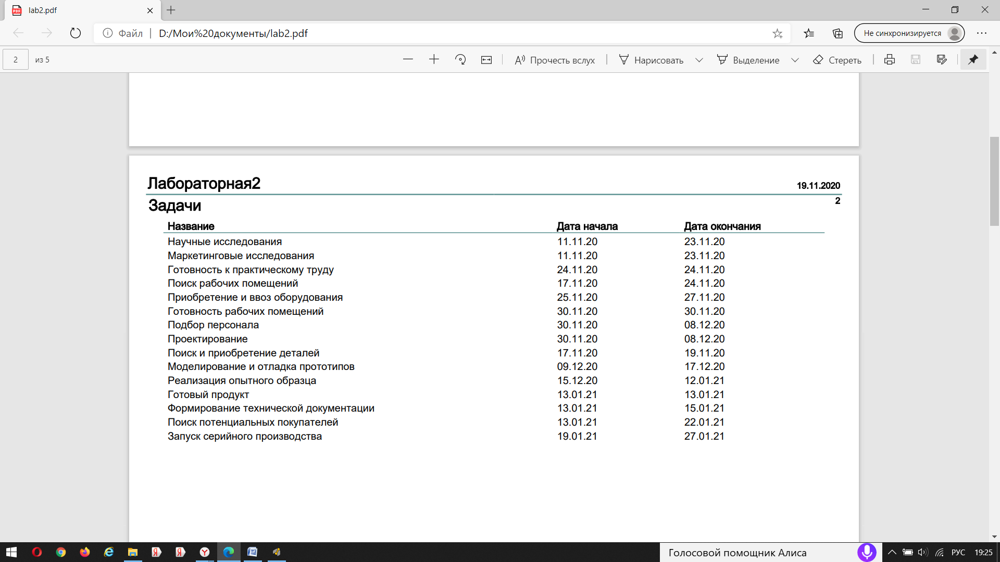 lab2.pdf
Файл | D:/Мои%20документы/lab2.pdf
Не синхронизируется
2 из 5
Прочесть вслух
Нарисовать
Выделение
Стереть
Лабораторная2
19.11.2020
Задачи
2
Название Дата начала Дата окончания
Научные исследования 11.11.20 23.11.20
Маркетинговые исследования 11.11.20 23.11.20
Готовность к практическому труду 24.11.20 24.11.20
Поиск рабочих помещений 17.11.20 24.11.20
Приобретение и ввоз оборудования 25.11.20 27.11.20
Готовность рабочих помещений 30.11.20 30.11.20
Подбор персонала 30.11.20 08.12.20
Проектирование 30.11.20 08.12.20
Поиск и приобретение деталей 17.11.20 19.11.20
Моделирование и отладка прототипов 09.12.20 17.12.20
Реализация опытного образца 15.12.20 12.01.21
Готовый продукт 13.01.21 13.01.21
Формирование технической документации 13.01.21 15.01.21
Поиск потенциальных покупателей 13.01.21 22.01.21
Запуск серийного производства 19.01.21 27.01.21
Голосовой помощник Алиса
РУС 19:25